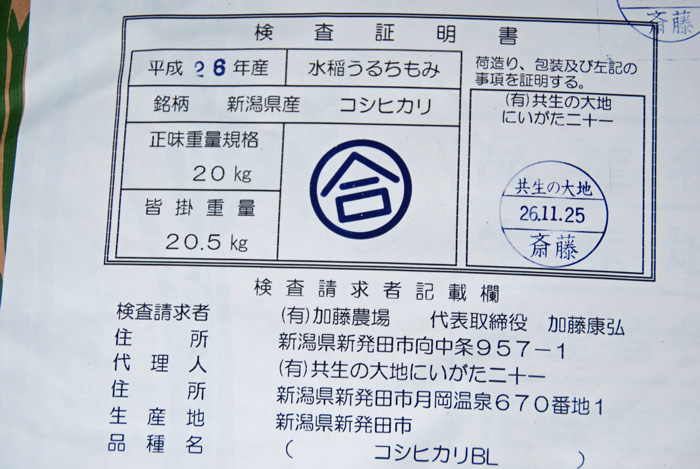 斎藤
検査証明書
平成 26年産 水稲うるちもみ
銘柄 新潟県産 コシヒカリ
正味重量規格
20 kg
皆掛重量
20.5 kg
合
荷造り、包装及び左記の
事項を証明する。
(有)共生の大地
にいがた二十一
共生の大地
26.11.25
斎藤
検査請求者記載欄
検査請求者 (有)加藤農場 代表取締役 加藤康弘
住所 新潟県新発田市向中条957-1
代理人 (有)共生の大地にいがた二十一
住所 新潟県新発田市月岡温泉670番地1
生産地 新潟県新発田市
品種名 ( コシヒカリBL )